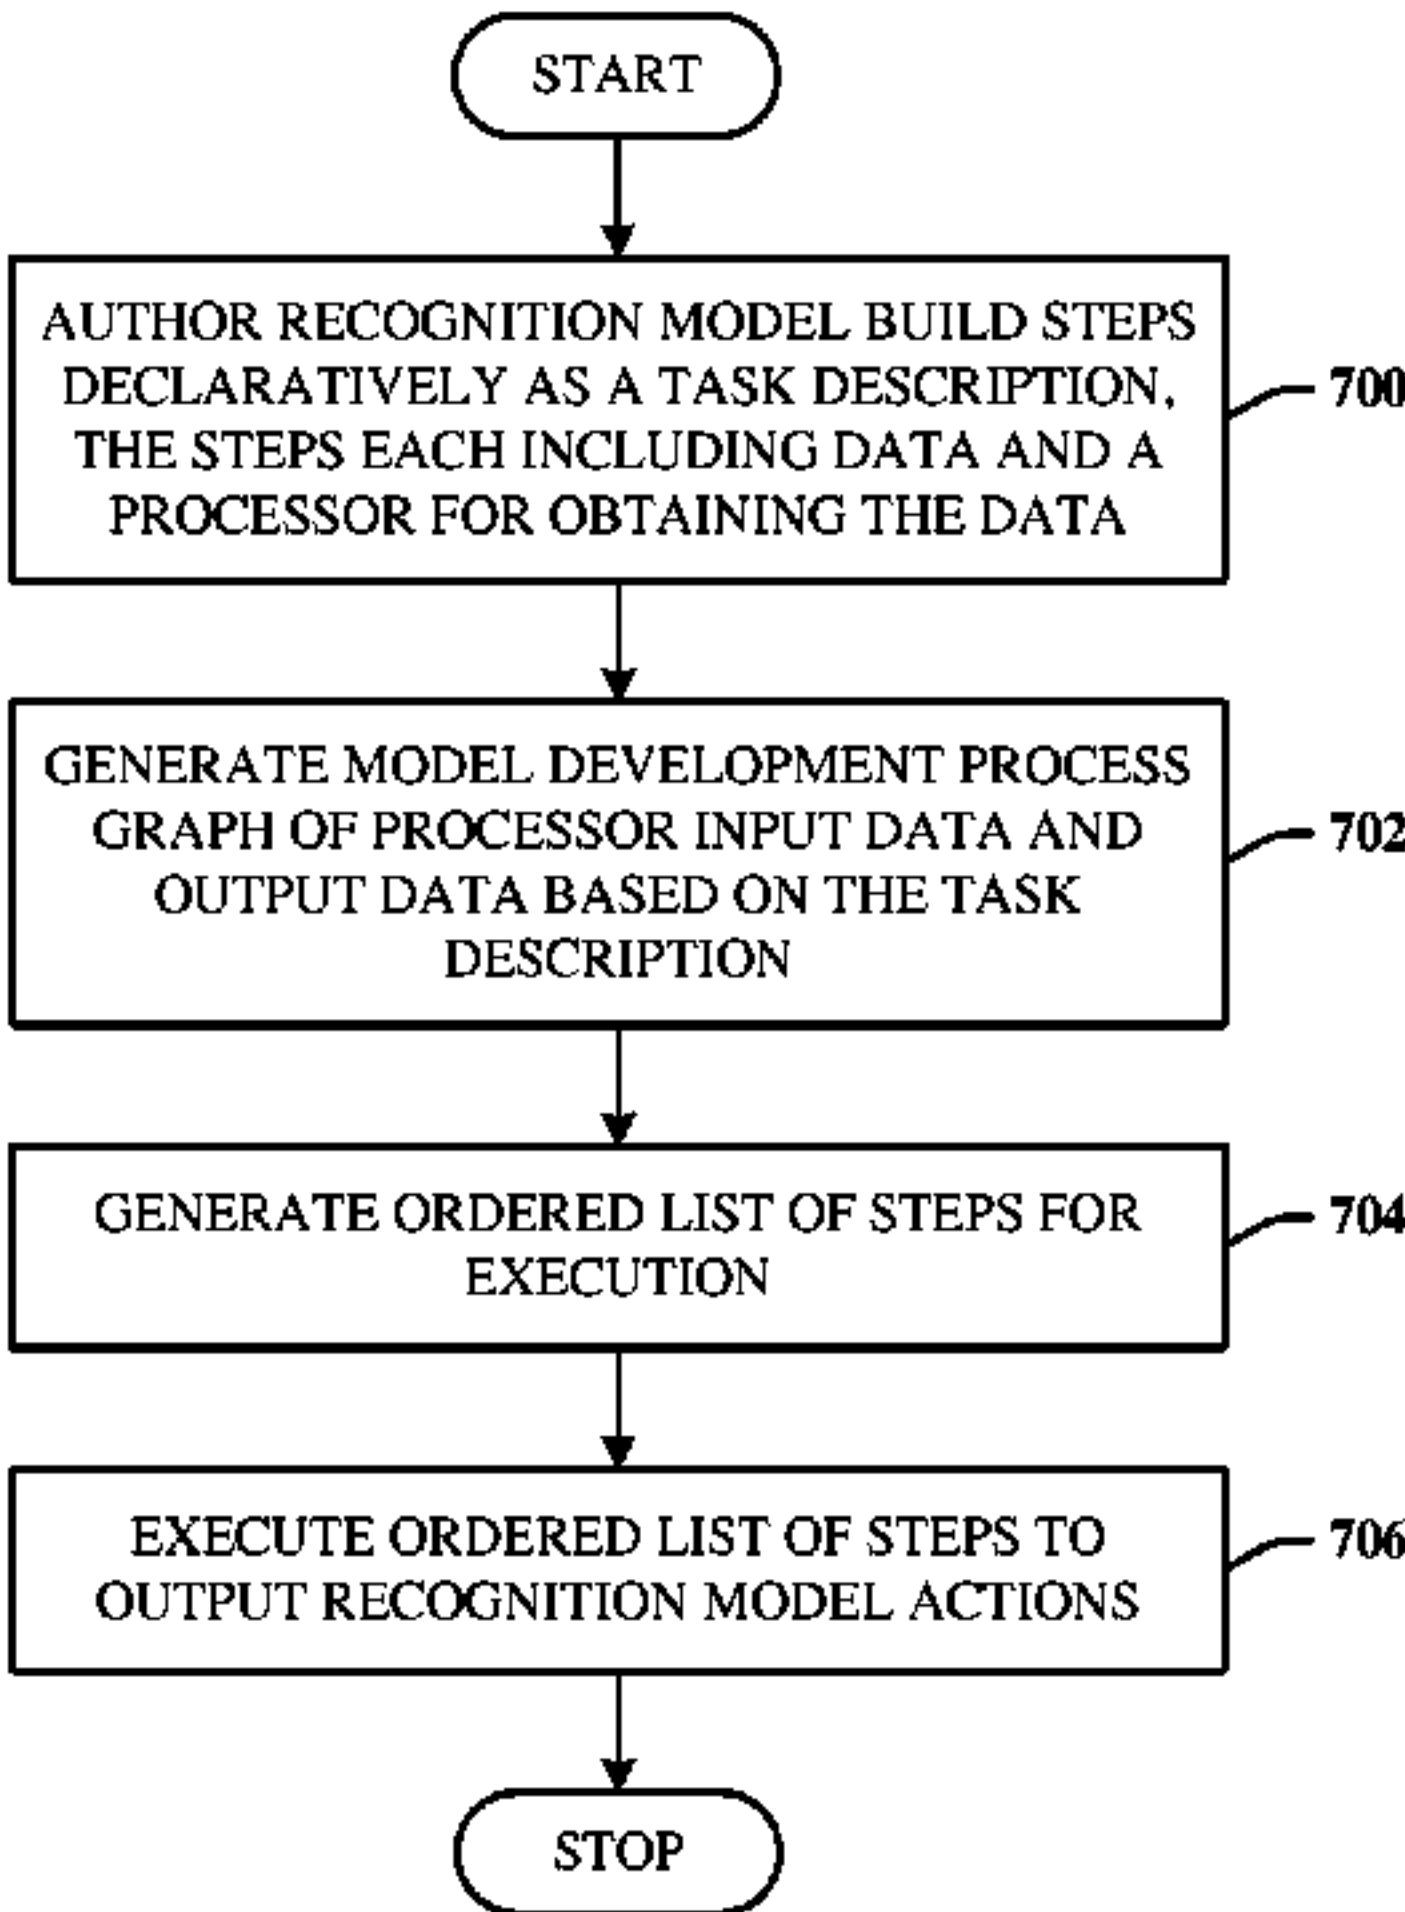 START
AUTHOR RECOGNITION MODEL BUILD STEPS
DECLARATIVELY AS A TASK DESCRIPTION,
THE STEPS EACH INCLUDING DATA AND A
PROCESSOR FOR OBTAINING THE DATA
700
GENERATE MODEL DEVELOPMENT PROCESS
GRAPH OF PROCESSOR INPUT DATA AND
OUTPUT DATA BASED ON THE TASK
DESCRIPTION
702
GENERATE ORDERED LIST OF STEPS FOR
EXECUTION
704
EXECUTE ORDERED LIST OF STEPS TO
OUTPUT RECOGNITION MODEL ACTIONS
706
STOP